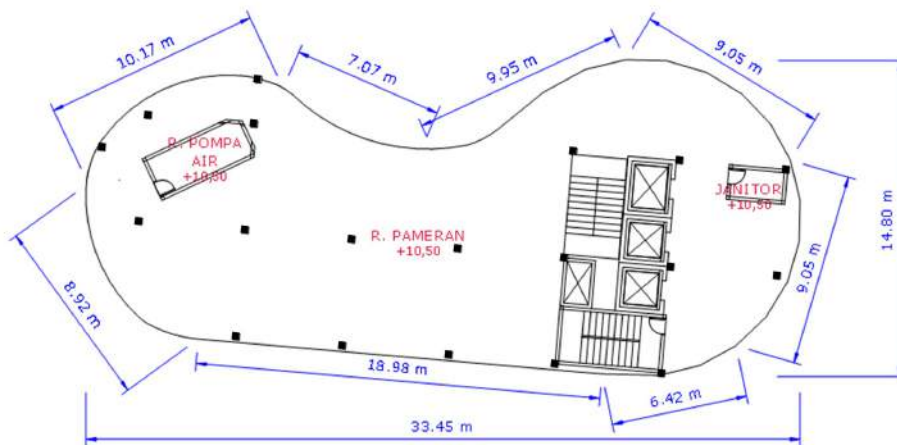 10.17 m
7.07 m
9.95 m
9.05 m
R. POMPA
AIR
+10,50
JANITOR
+10,50
R. PAMERAN
+10,50
14.80 m
9.05 m
8.92 m
18.98 m
6.42 m
33.45 m